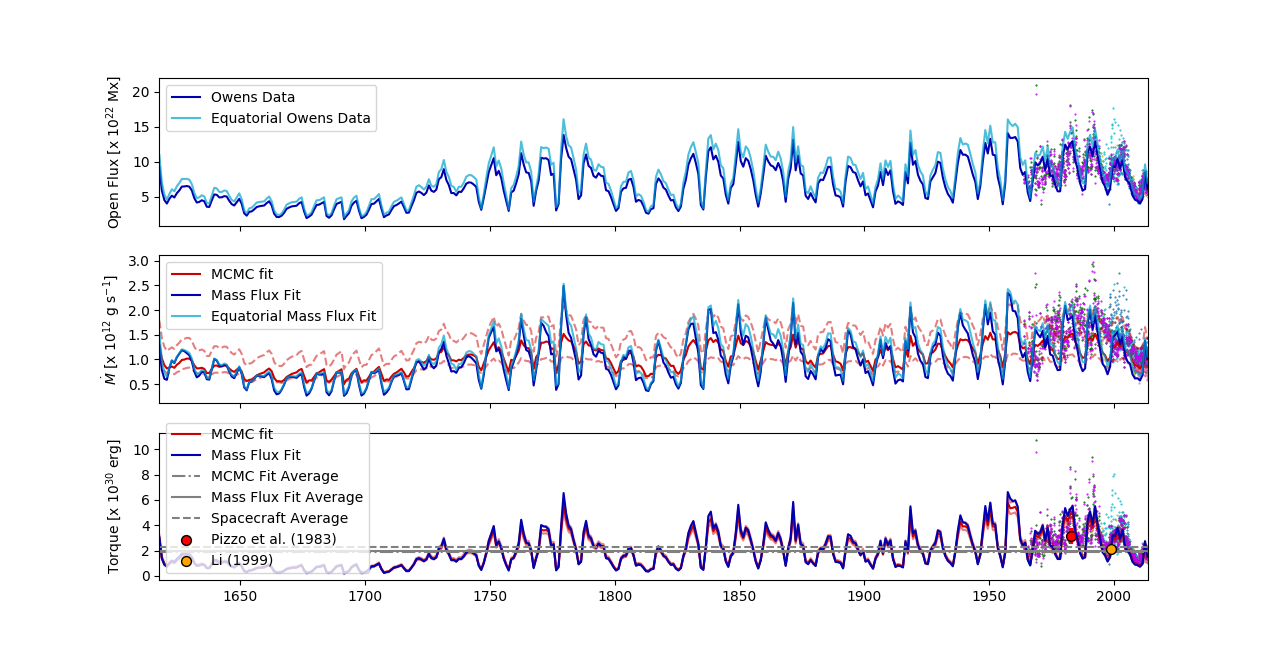 20
15
10
5
Open Flux [x 10²² Mx]
Owens Data
Equatorial Owens Data
3.0
2.5
2.0
1.5
1.0
0.5
Ṁ [x 10¹² g s⁻¹]
MCMC fit
Mass Flux Fit
Equatorial Mass Flux Fit
10
8
6
4
2
0
Torque [x 10³⁰ erg]
MCMC fit
Mass Flux Fit
MCMC Fit Average
Mass Flux Fit Average
Spacecraft Average
Pizzo et al. (1983)
Li (1999)
1650 1700 1750 1800 1850 1900 1950 2000